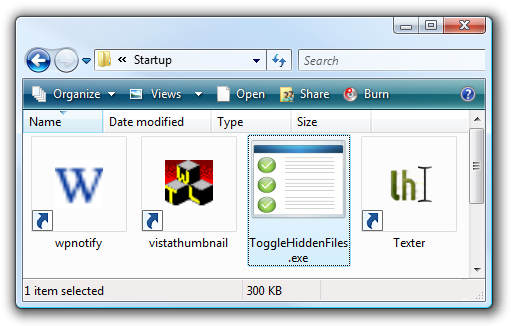 « Startup
Search
Organize Views Open Share Burn
Name Date modified Type Size
W
lh
wpnotify vistathumbnail ToggleHiddenFiles Texter
.exe
1 item selected 300 KB